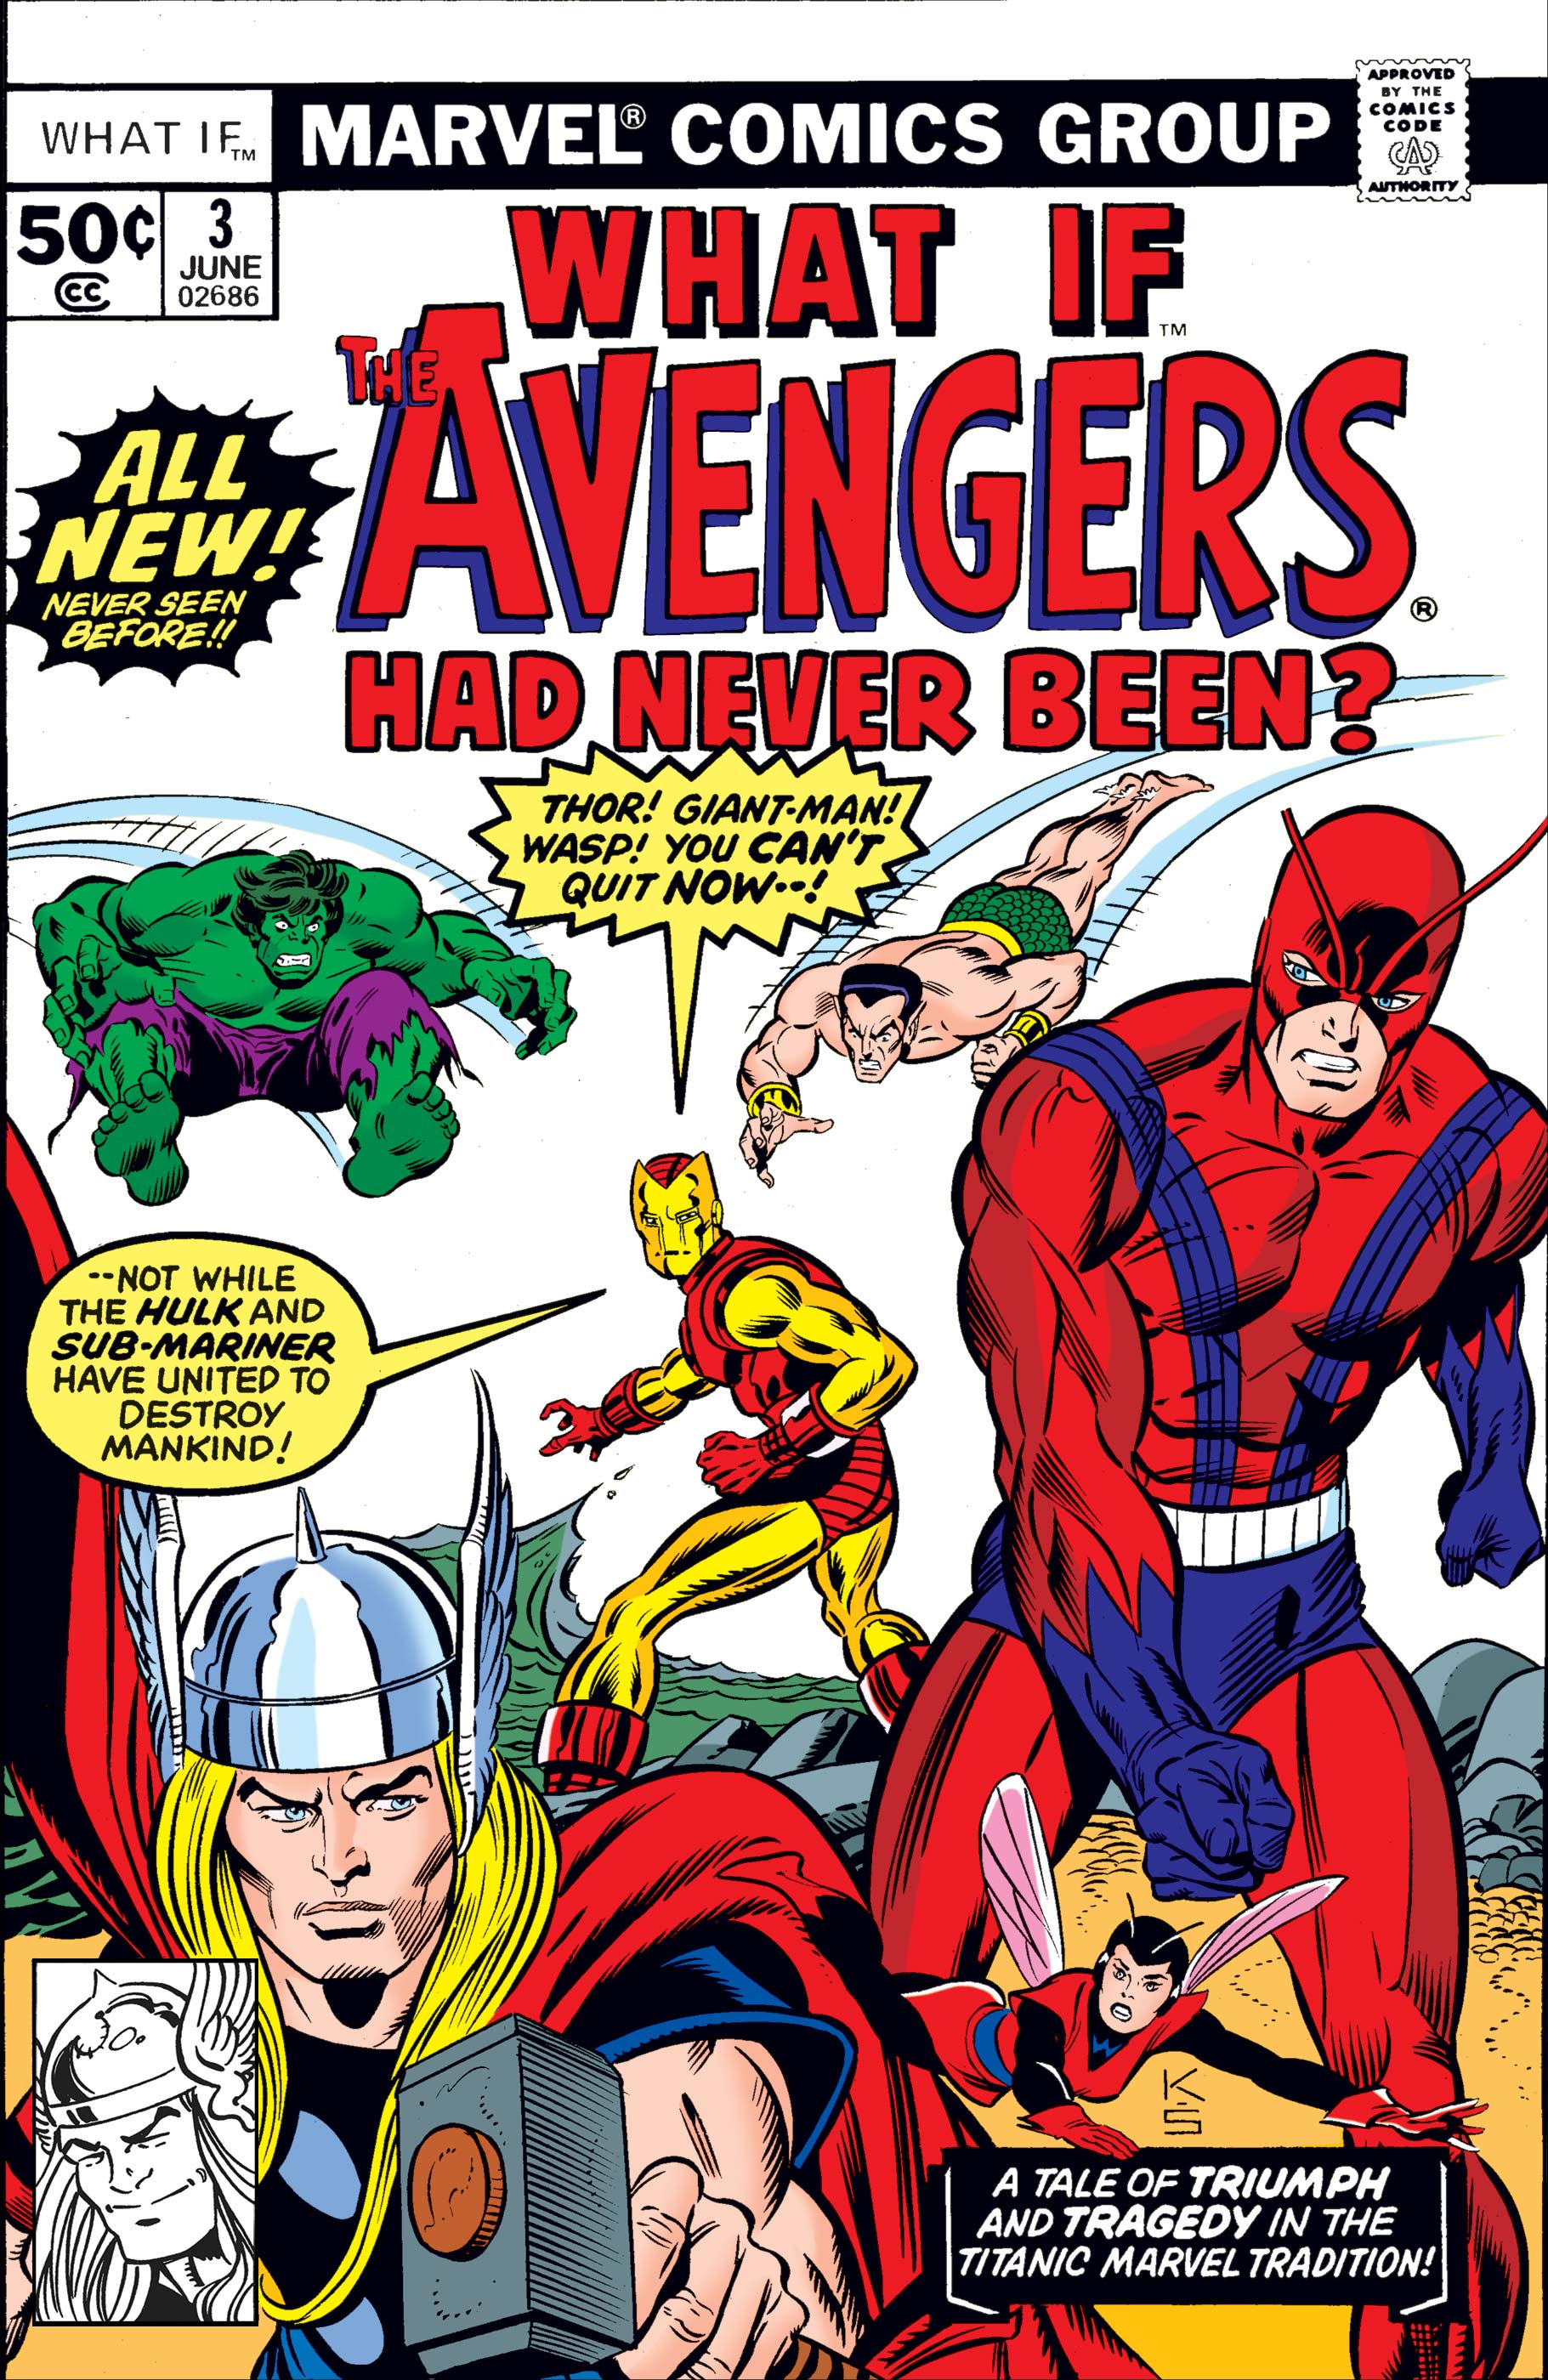 WHAT IF™
MARVEL® COMICS GROUP
APPROVED
BY THE
COMICS
CODE
CA
AUTHORITY
50¢
CC
3
JUNE
02686
WHAT IF™
THE AVENGERS®
HAD NEVER BEEN?
ALL
NEW!
NEVER SEEN
BEFORE!!
THOR! GIANT-MAN!
WASP! YOU CAN'T
QUIT NOW--!
--NOT WHILE
THE HULK AND
SUB-MARINER
HAVE UNITED TO
DESTROY
MANKIND!
K
S
A TALE OF TRIUMPH
AND TRAGEDY IN THE
TITANIC MARVEL TRADITION!